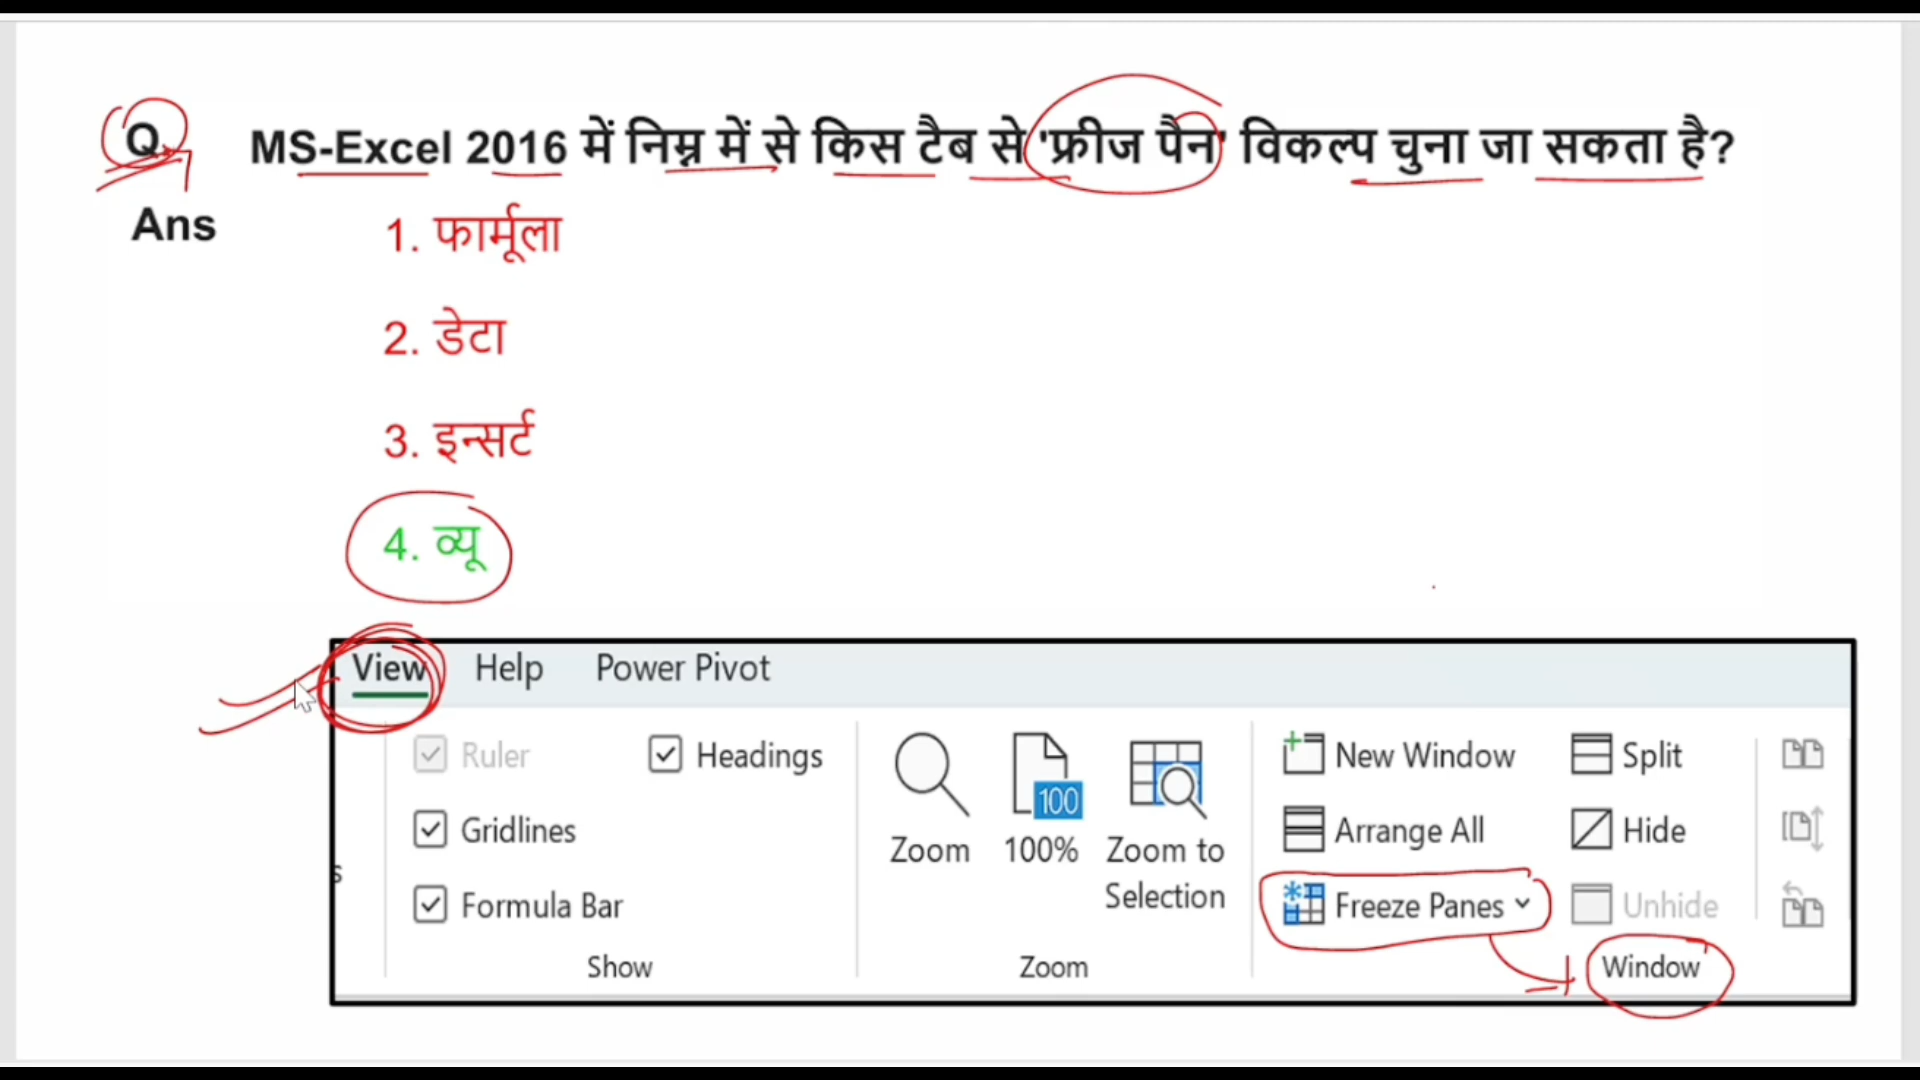 Q. MS-Excel 2016 में निम्न में से किस टैब से 'फ्रीज पैन' विकल्प चुना जा सकता है?
Ans
1. फार्मूला
2. डेटा
3. इन्सर्ट
4. व्यू
View Help Power Pivot
Ruler Headings
Gridlines
Formula Bar
Show
Zoom 100% Zoom to
Selection
100
Zoom
New Window Split
Arrange All Hide
Freeze Panes Unhide
Window
s